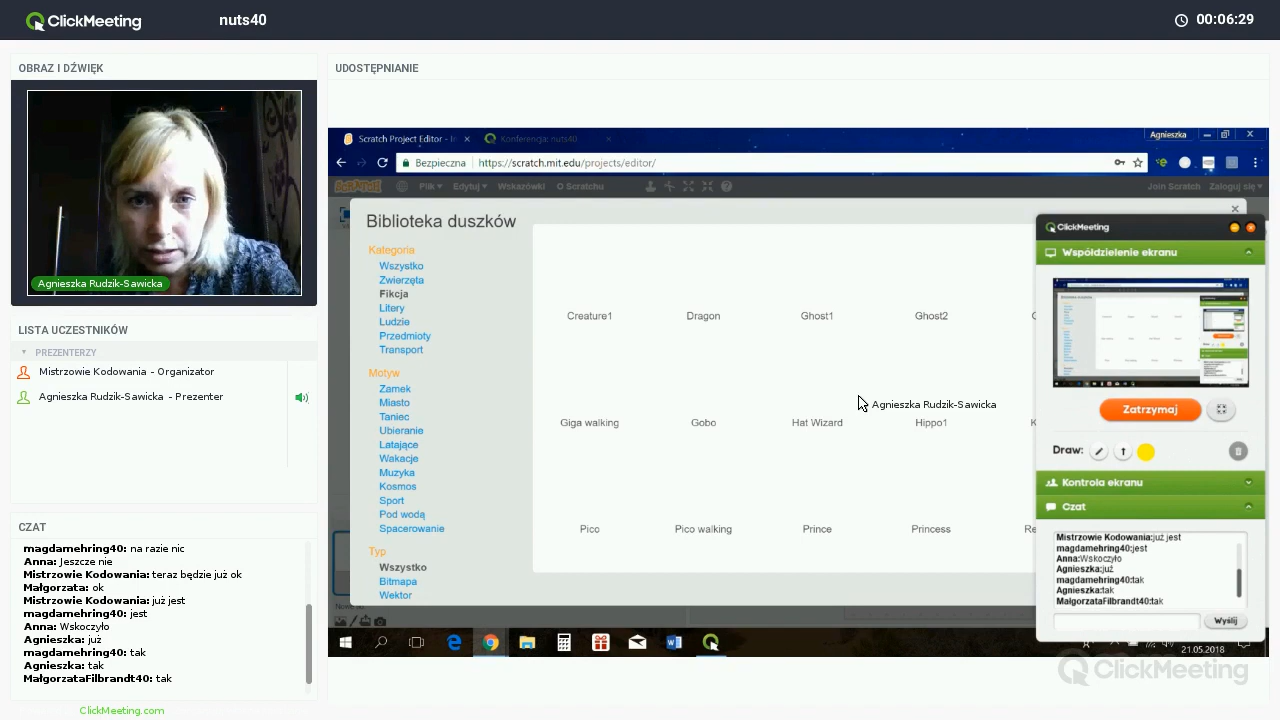 ClickMeeting
nuts40
00:06:29
OBRAZ I DŹWIĘK
Agnieszka Rudzik-Sawicka
LISTA UCZESTNIKÓW
PREZENTERZY
Mistrzowie Kodowania - Organizator
Agnieszka Rudzik-Sawicka - Prezenter
CZAT
magdamehring40: na razie nic
Anna: Jeszcze nie
Mistrzowie Kodowania: teraz będzie już ok
Małgorzata: ok
Mistrzowie Kodowania: już jest
magdamehring40: jest
Anna: Wskoczyło
Agnieszka: już
magdamehring40: tak
Agnieszka: tak
MałgorzataFilbrandt40: tak
ClickMeeting.com
UDOSTĘPNIANIE
Scratch Project Editor -
Konferencja: nuts40
Agnieszka
Bezpieczna
https://scratch.mit.edu/projects/editor/
SCRATCH
Plik
Edytuj
Wskazówki
O Scratchu
Join Scratch
Zaloguj się
Biblioteka duszków
Kategoria
Wszystko
Zwierzęta
Fikcja
Litery
Ludzie
Przedmioty
Transport
Motyw
Zamek
Miasto
Taniec
Ubieranie
Latające
Wakacje
Muzyka
Kosmos
Sport
Pod wodą
Spacerowanie
Typ
Wszystko
Bitmapa
Wektor
Creature1
Dragon
Ghost1
Ghost2
Giga walking
Gobo
Hat Wizard
Hippo1
Pico
Pico walking
Prince
Princess
Agnieszka Rudzik-Sawicka
ClickMeeting
Współdzielenie ekranu
Zatrzymaj
Draw:
Kontrola ekranu
Czat
Mistrzowie Kodowania:już jest
magdamehring40:jest
Anna:Wskoczyło
Agnieszka:już
magdamehring40:tak
Agnieszka:tak
MałgorzataFilbrandt40:tak
Wyślij
21.05.2018
ClickMeeting